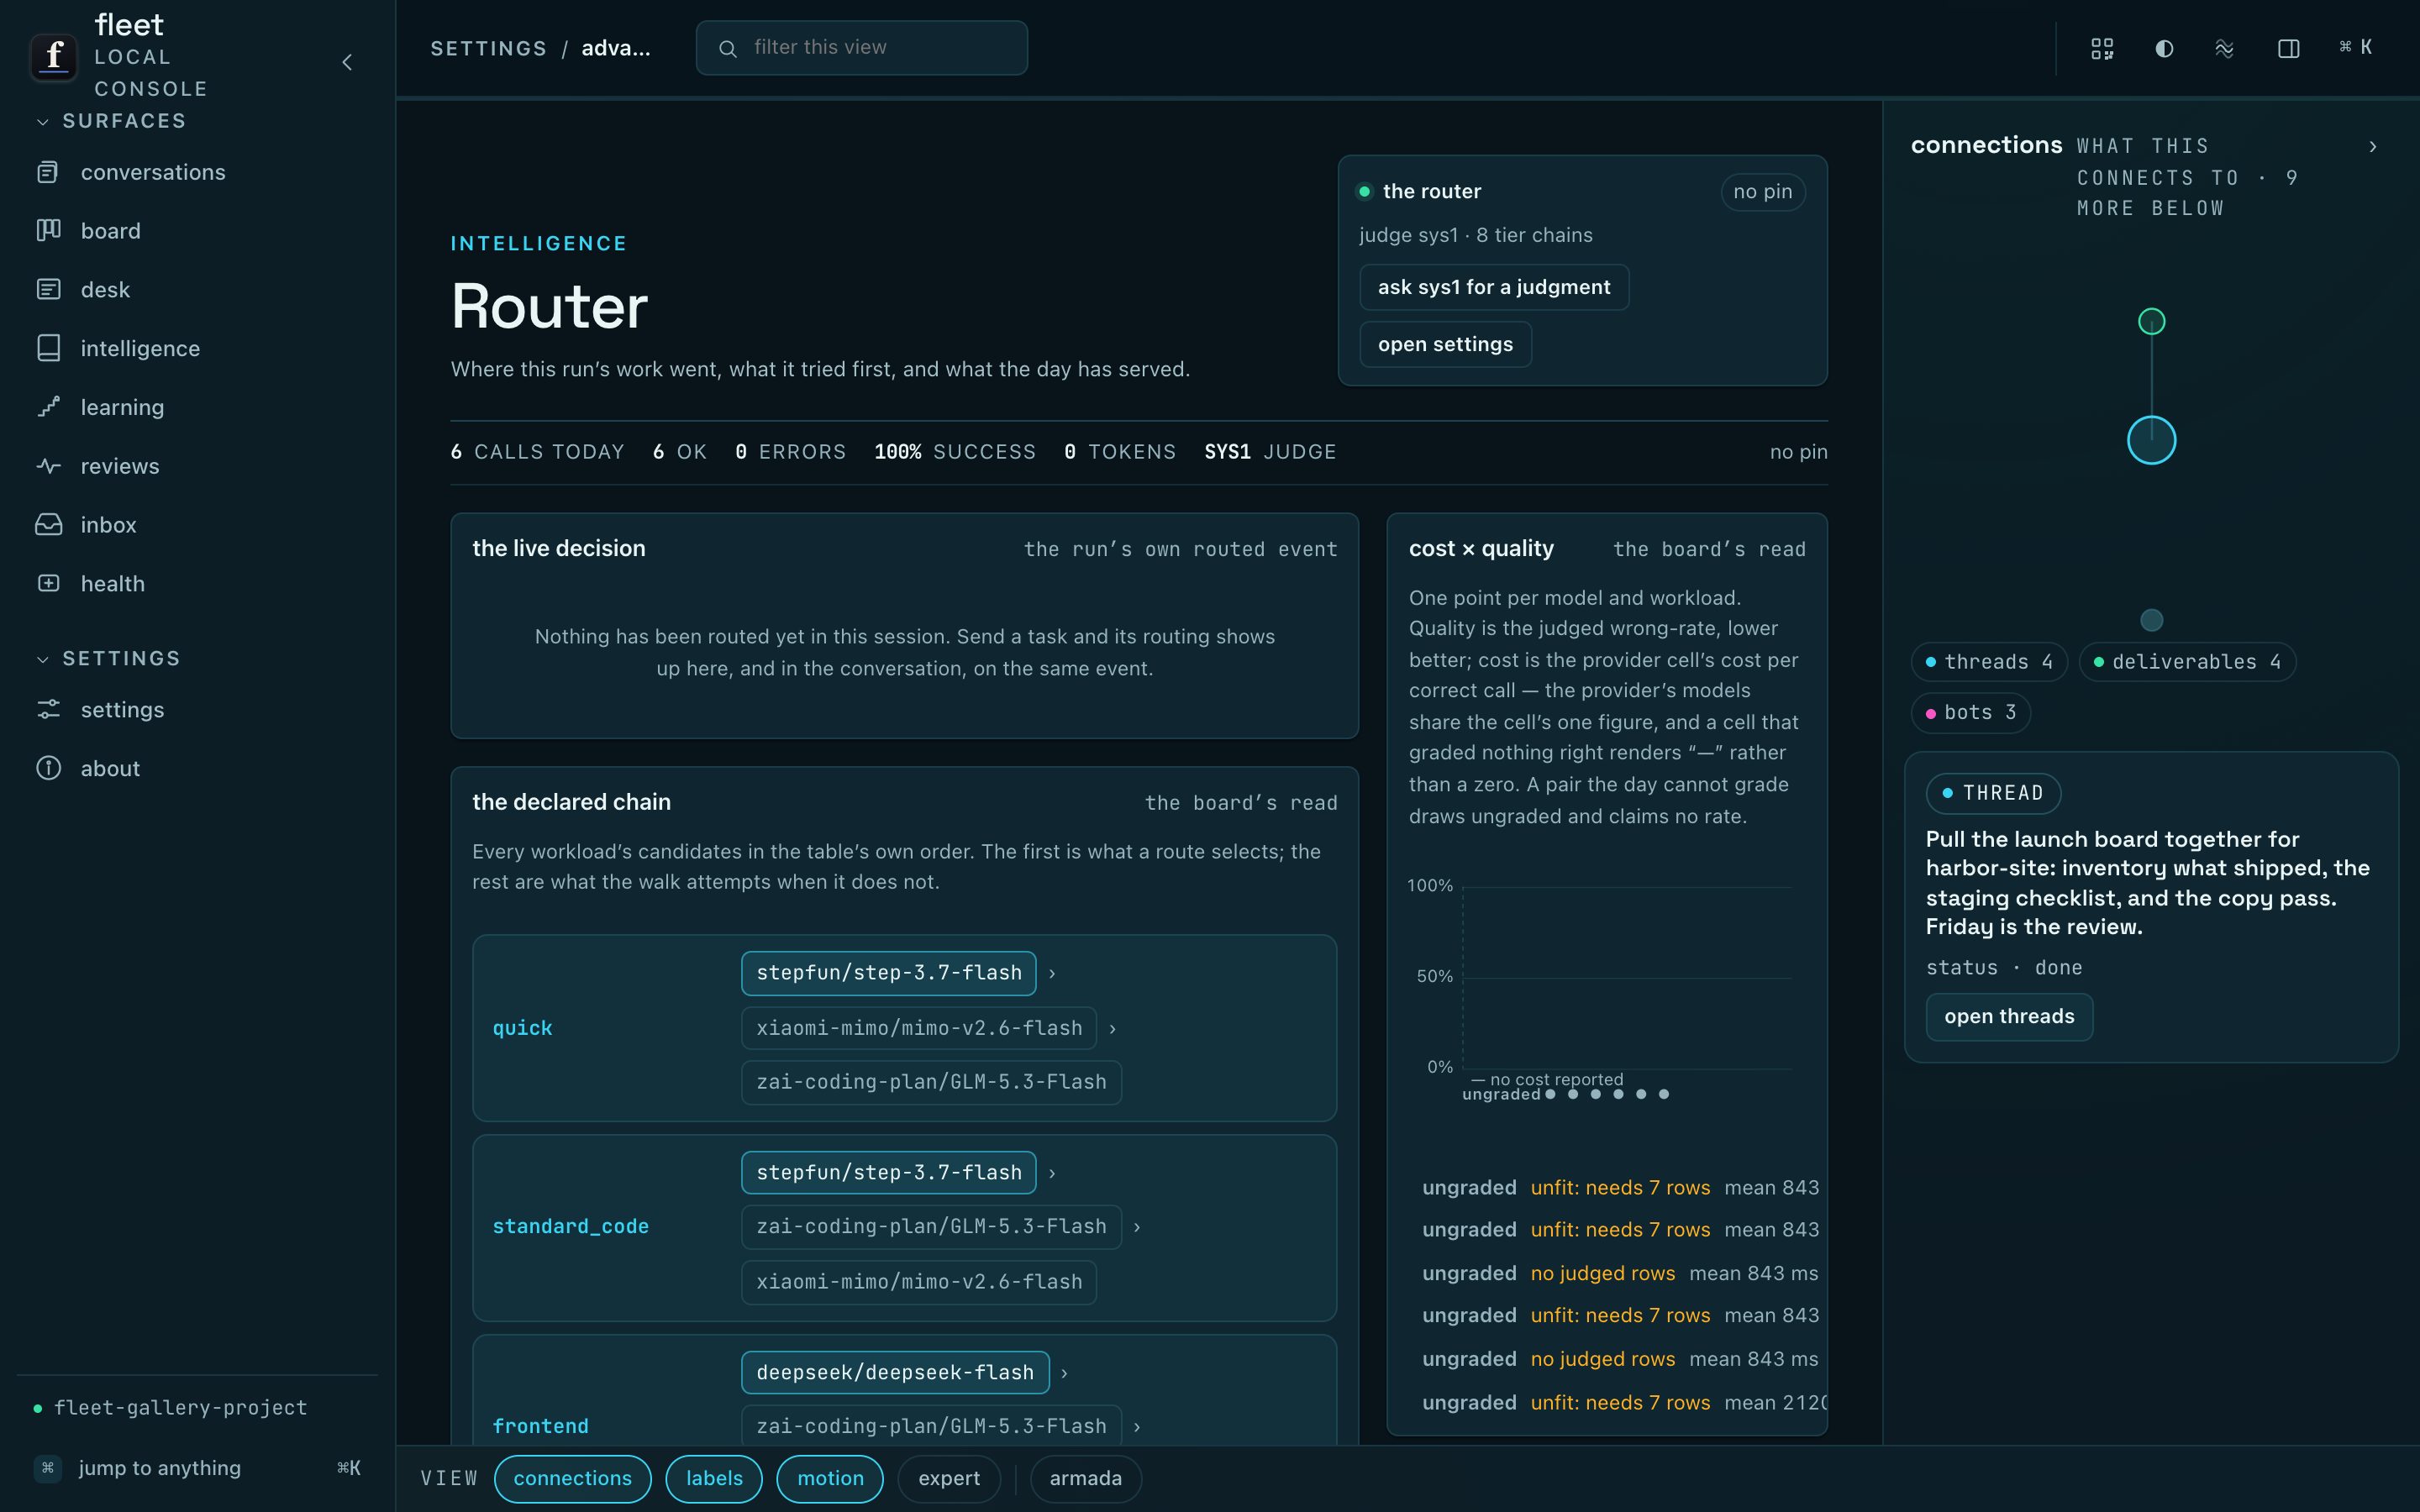 fleet
LOCAL
CONSOLE
SURFACES
conversations
board
desk
intelligence
learning
reviews
inbox
health
SETTINGS
settings
about
fleet-gallery-project
⌘ jump to anything ⌘K
SETTINGS / adva...
filter this view
⌘ K
INTELLIGENCE
Router
Where this run’s work went, what it tried first, and what the day has served.
the router no pin
judge sys1 · 8 tier chains
ask sys1 for a judgment
open settings
6 CALLS TODAY 6 OK 0 ERRORS 100% SUCCESS 0 TOKENS SYS1 JUDGE no pin
the live decision the run’s own routed event
Nothing has been routed yet in this session. Send a task and its routing shows
up here, and in the conversation, on the same event.
the declared chain the board’s read
Every workload’s candidates in the table’s own order. The first is what a route selects; the
rest are what the walk attempts when it does not.
quick
stepfun/step-3.7-flash ›
xiaomi-mimo/mimo-v2.6-flash ›
zai-coding-plan/GLM-5.3-Flash
standard_code
stepfun/step-3.7-flash ›
zai-coding-plan/GLM-5.3-Flash ›
xiaomi-mimo/mimo-v2.6-flash
frontend
deepseek/deepseek-flash ›
zai-coding-plan/GLM-5.3-Flash ›
cost × quality the board’s read
One point per model and workload.
Quality is the judged wrong-rate, lower
better; cost is the provider cell’s cost per
correct call — the provider’s models
share the cell’s one figure, and a cell that
graded nothing right renders “—” rather
than a zero. A pair the day cannot grade
draws ungraded and claims no rate.
100%
50%
0%
— no cost reported
ungraded
ungraded unfit: needs 7 rows mean 843
ungraded unfit: needs 7 rows mean 843
ungraded no judged rows mean 843 ms
ungraded unfit: needs 7 rows mean 843
ungraded no judged rows mean 843 ms
ungraded unfit: needs 7 rows mean 2120
connections WHAT THIS
CONNECTS TO · 9
MORE BELOW
threads 4 deliverables 4
bots 3
THREAD
Pull the launch board together for
harbor-site: inventory what shipped, the
staging checklist, and the copy pass.
Friday is the review.
status · done
open threads
VIEW connections labels motion expert armada